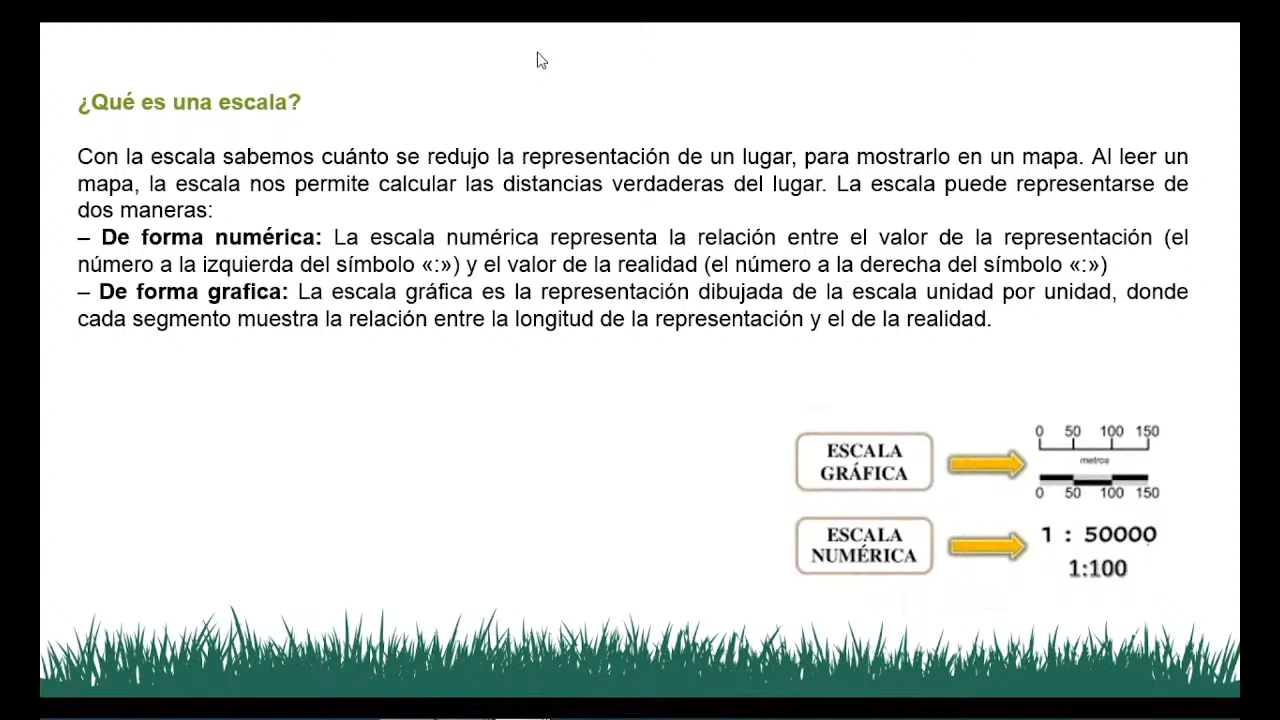 ¿Qué es una escala?
Con la escala sabemos cuánto se redujo la representación de un lugar, para mostrarlo en un mapa. Al leer un
mapa, la escala nos permite calcular las distancias verdaderas del lugar. La escala puede representarse de
dos maneras:
– De forma numérica: La escala numérica representa la relación entre el valor de la representación (el
número a la izquierda del símbolo «:») y el valor de la realidad (el número a la derecha del símbolo «:»)
– De forma grafica: La escala gráfica es la representación dibujada de la escala unidad por unidad, donde
cada segmento muestra la relación entre la longitud de la representación y el de la realidad.
ESCALA
GRÁFICA
0 50 100 150
metros
0 50 100 150
ESCALA
NUMÉRICA
1 : 50000
1:100